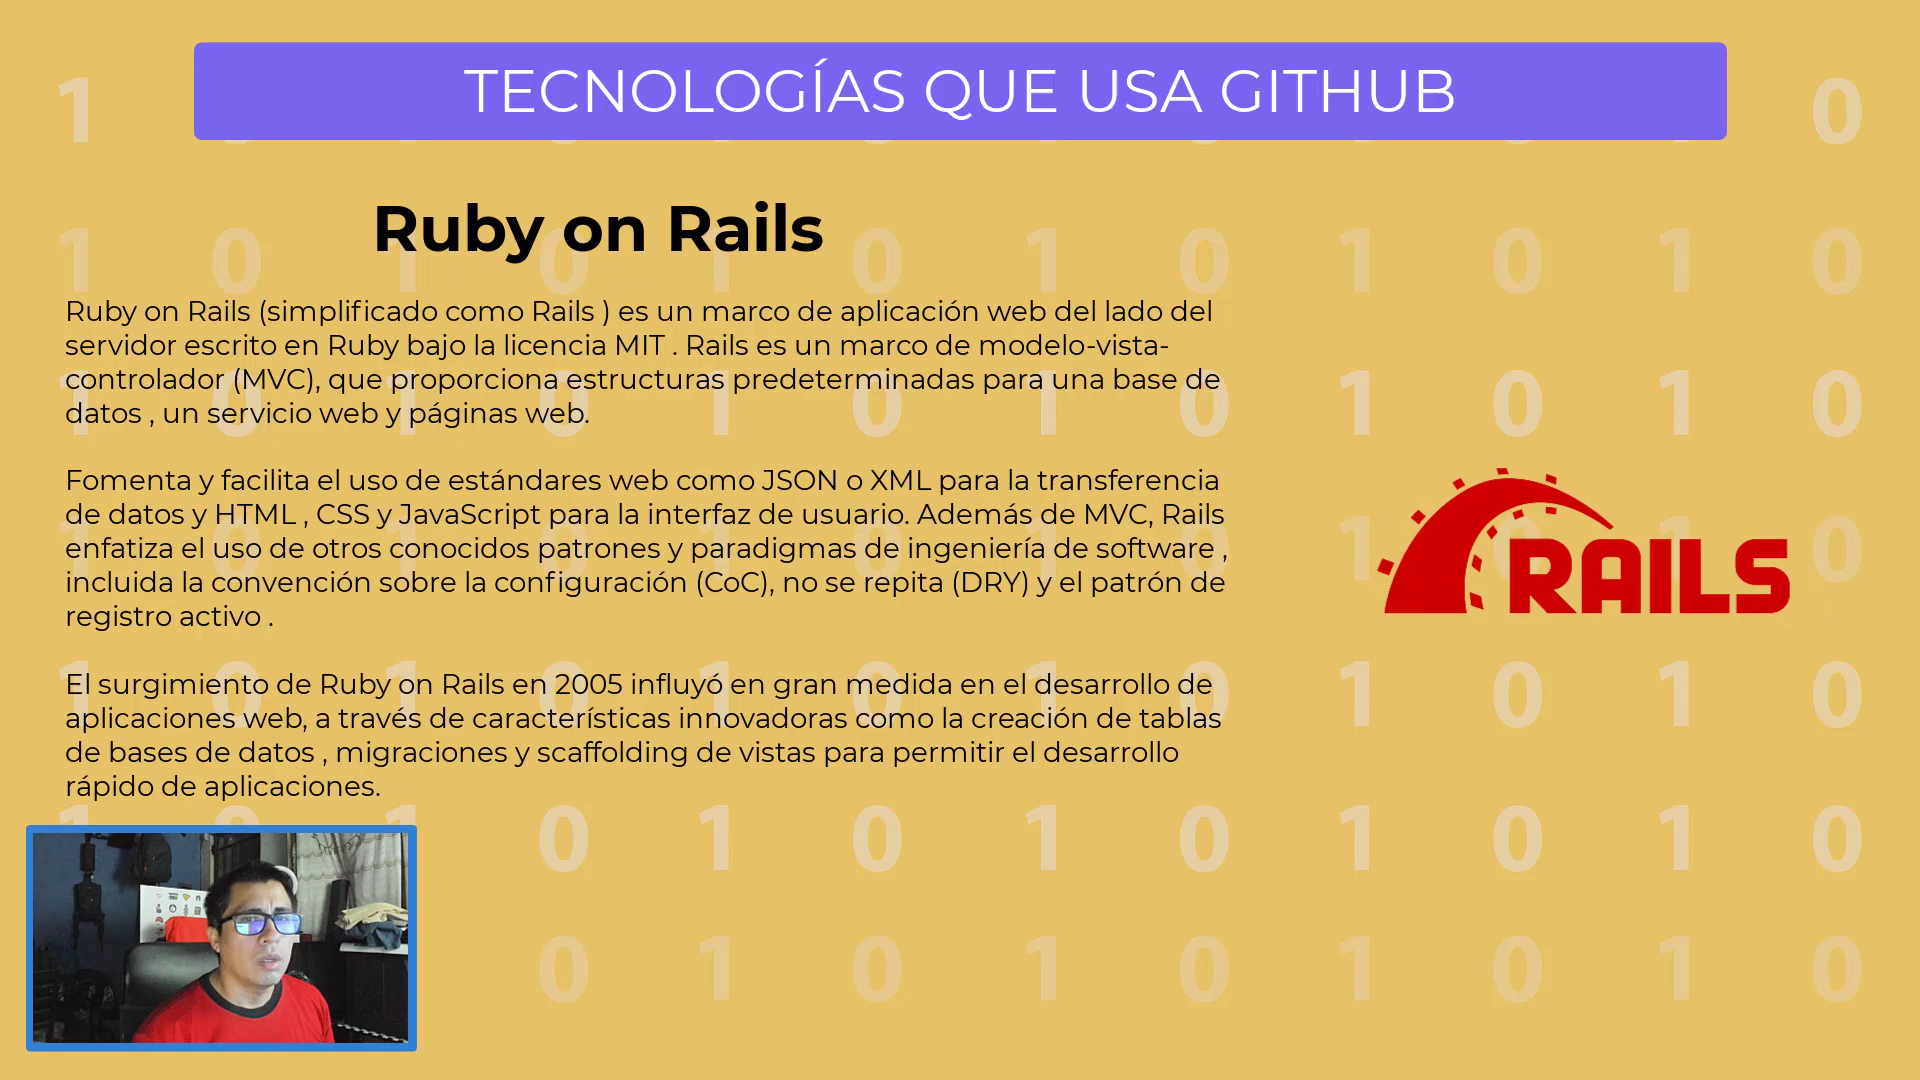 TECNOLOGÍAS QUE USA GITHUB
Ruby on Rails
Ruby on Rails (simplificado como Rails ) es un marco de aplicación web del lado del
servidor escrito en Ruby bajo la licencia MIT . Rails es un marco de modelo-vista-
controlador (MVC), que proporciona estructuras predeterminadas para una base de
datos , un servicio web y páginas web.
Fomenta y facilita el uso de estándares web como JSON o XML para la transferencia
de datos y HTML , CSS y JavaScript para la interfaz de usuario. Además de MVC, Rails
enfatiza el uso de otros conocidos patrones y paradigmas de ingeniería de software ,
incluida la convención sobre la configuración (CoC), no se repita (DRY) y el patrón de
registro activo .
El surgimiento de Ruby on Rails en 2005 influyó en gran medida en el desarrollo de
aplicaciones web, a través de características innovadoras como la creación de tablas
de bases de datos , migraciones y scaffolding de vistas para permitir el desarrollo
rápido de aplicaciones.
RAILS